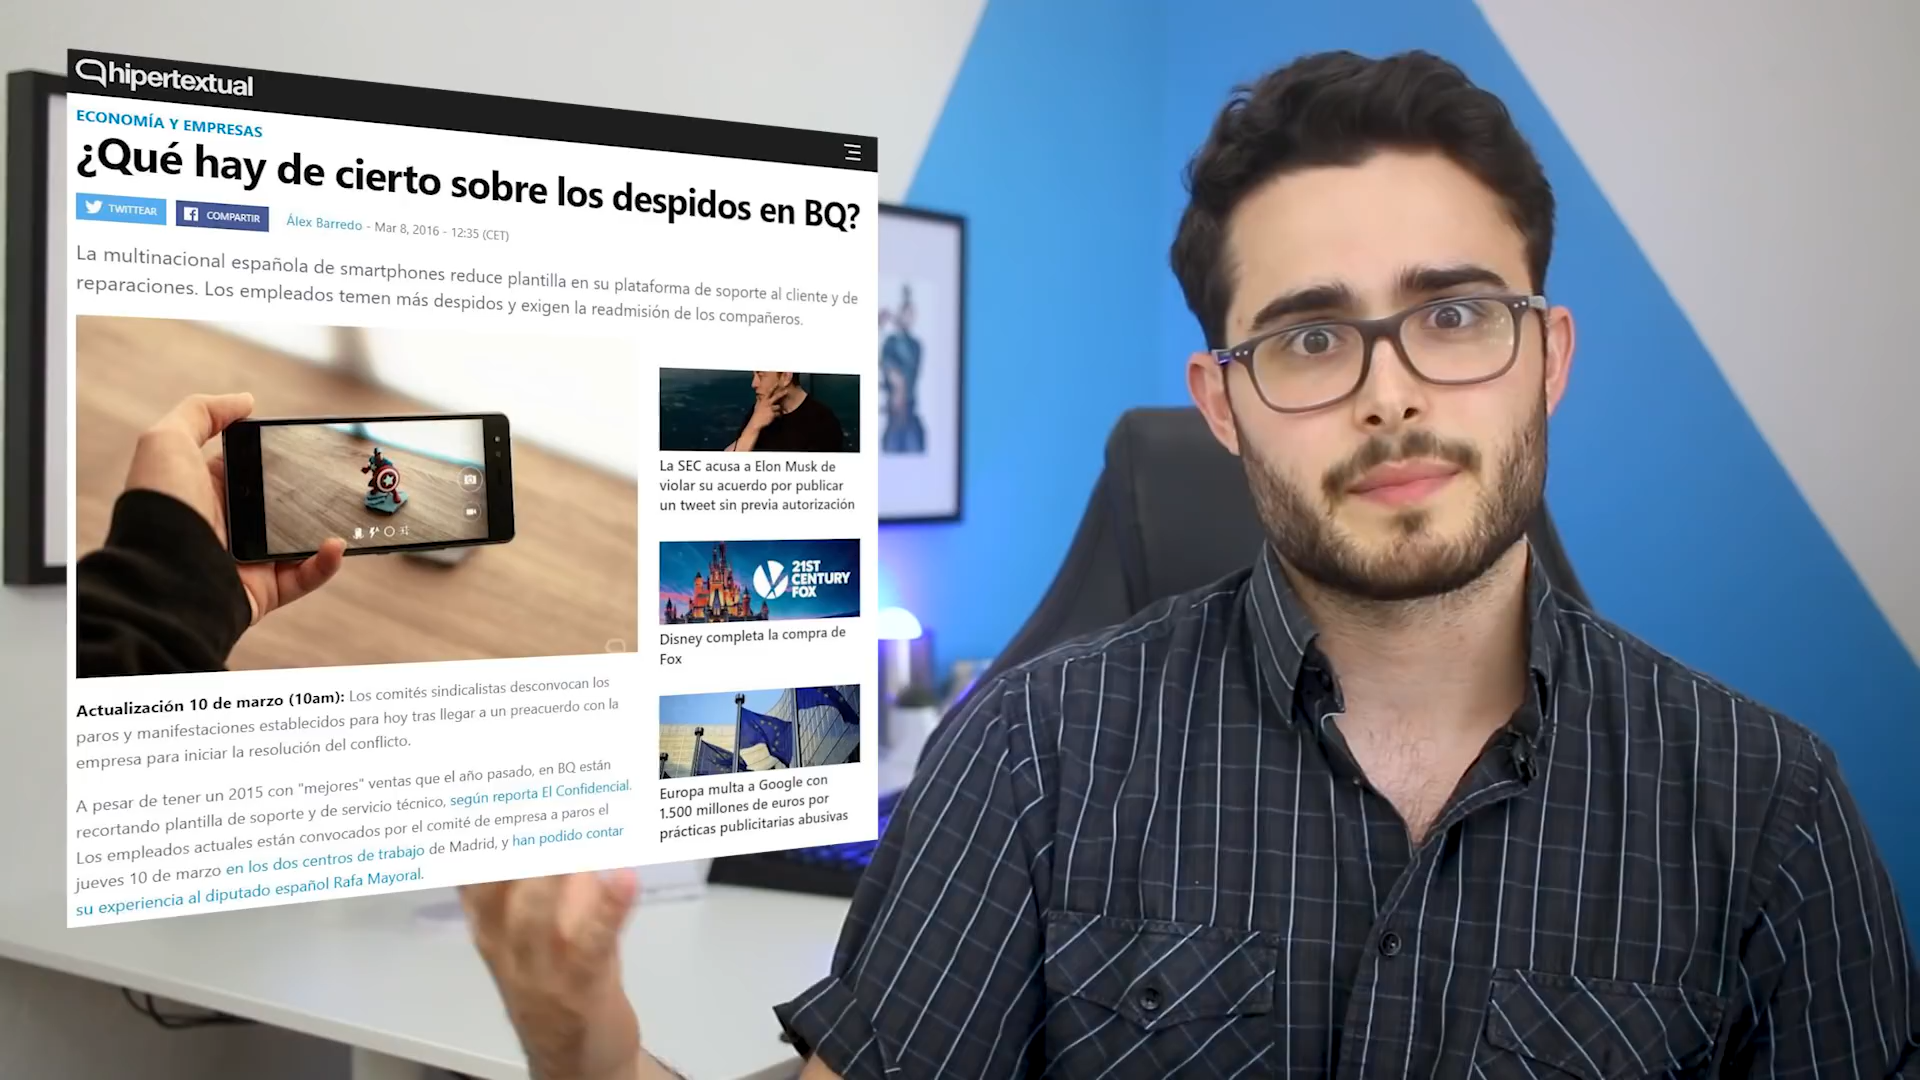 hipertextual
ECONOMÍA Y EMPRESAS
¿Qué hay de cierto sobre los despidos en BQ?
TWITTEAR
COMPARTIR
Álex Barredo - Mar 8, 2016 - 12:35 (CET)
La multinacional española de smartphones reduce plantilla en su plataforma de soporte al cliente y de
reparaciones. Los empleados temen más despidos y exigen la readmisión de los compañeros.
La SEC acusa a Elon Musk de
violar su acuerdo por publicar
un tweet sin previa autorización
21ST
CENTURY
FOX
Disney completa la compra de
Fox
Europa multa a Google con
1.500 millones de euros por
prácticas publicitarias abusivas
Actualización 10 de marzo (10am): Los comités sindicalistas desconvocan los
paros y manifestaciones establecidos para hoy tras llegar a un preacuerdo con la
empresa para iniciar la resolución del conflicto.
A pesar de tener un 2015 con "mejores" ventas que el año pasado, en BQ están
recortando plantilla de soporte y de servicio técnico, según reporta El Confidencial.
Los empleados actuales están convocados por el comité de empresa a paros el
jueves 10 de marzo en los dos centros de trabajo de Madrid, y han podido contar
su experiencia al diputado español Rafa Mayoral.